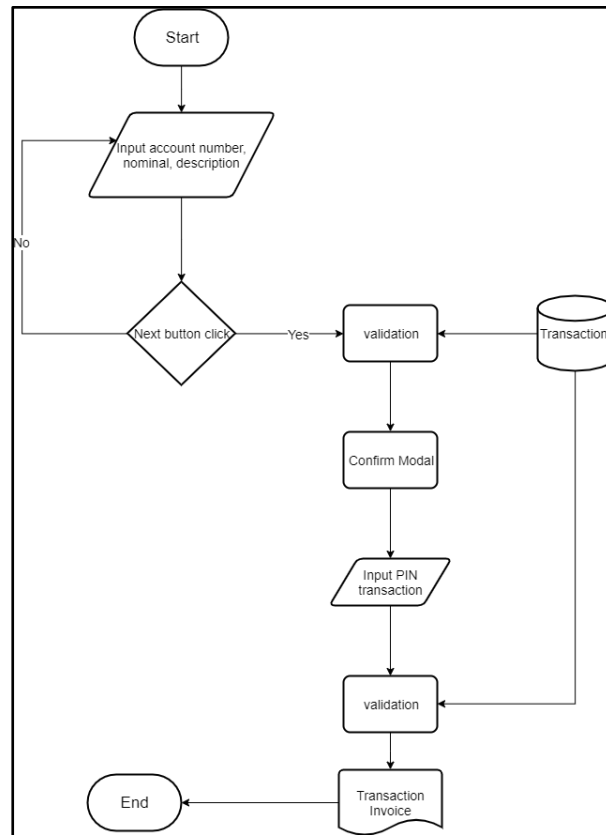 Start
Input account number,
nominal, description
No
Next button click
Yes
validation
Transaction
Confirm Modal
Input PIN
transaction
validation
Transaction
Invoice
End